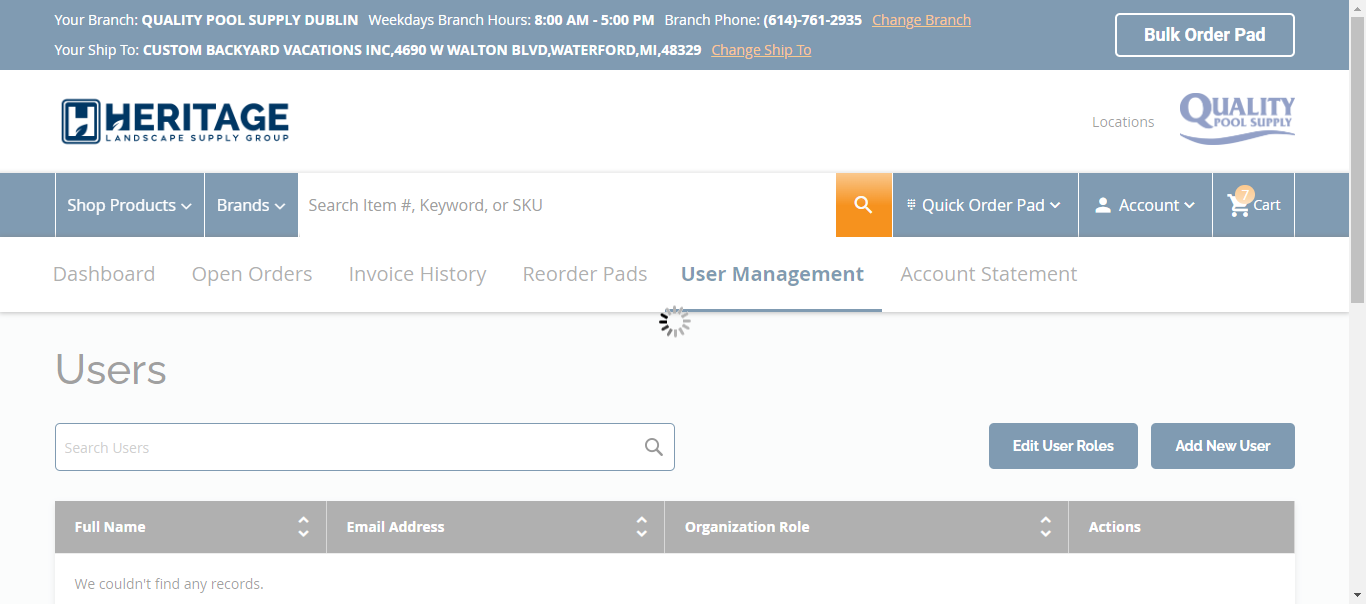 Your Branch: QUALITY POOL SUPPLY DUBLIN Weekdays Branch Hours: 8:00 AM - 5:00 PM Branch Phone: (614)-761-2935 Change Branch
Your Ship To: CUSTOM BACKYARD VACATIONS INC,4690 W WALTON BLVD,WATERFORD,MI,48329 Change Ship To
Bulk Order Pad
HERITAGE
LANDSCAPE SUPPLY GROUP
Locations
QUALITY
POOL SUPPLY
Shop Products Brands Search Item #, Keyword, or SKU Quick Order Pad Account 7 Cart
Dashboard Open Orders Invoice History Reorder Pads User Management Account Statement
Users
Search Users Edit User Roles Add New User
Full Name Email Address Organization Role Actions
We couldn't find any records.